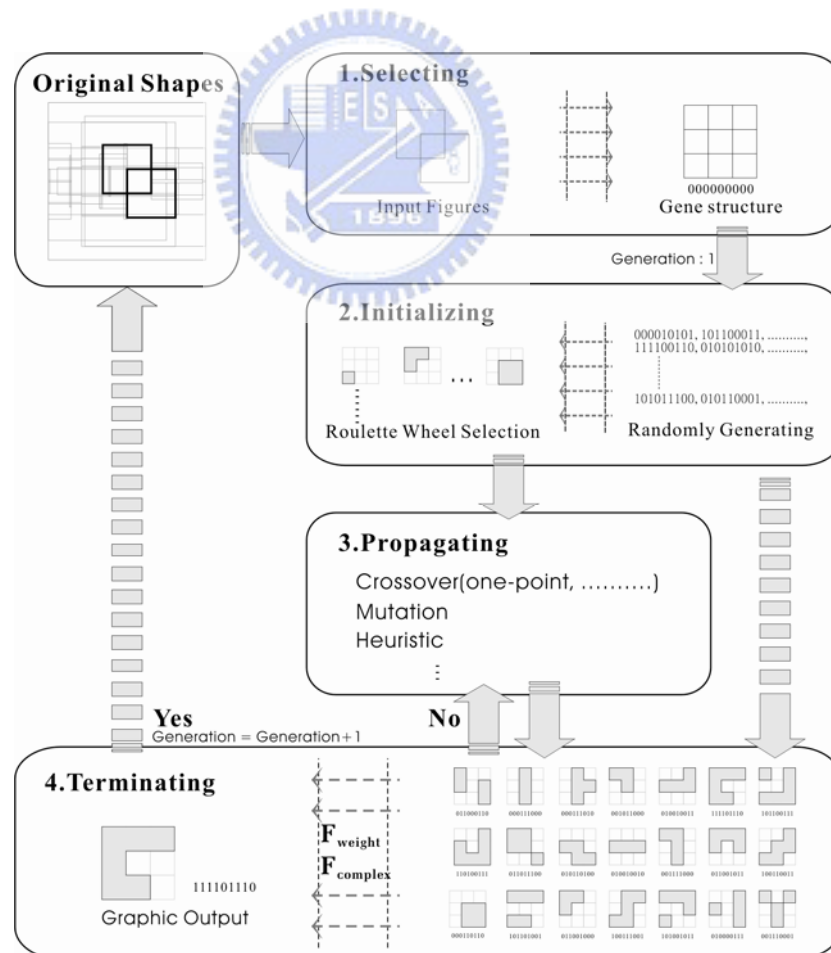 Original Shapes
1.Selecting
E S
1896
Input Figures
000000000
Gene structure
Generation : 1
2.Initializing
000010101, 101100011, ..........,
111100110, 010101010, ..........,
101011100, 010110001, ..........,
...
Roulette Wheel Selection
Randomly Generating
3.Propagating
Crossover(one-point, ..........)
Mutation
Heuristic
Yes
No
Generation = Generation+1
4.Terminating
111101110
Graphic Output
F weight
F complex
011000110 000111000 000111010 001011000 010010011 111101110 101100111
110100111 011011100 010110100 010010010 001111000 011001011 100110011
000110110 101101001 011001000 100111001 101001011 010000111 001110001